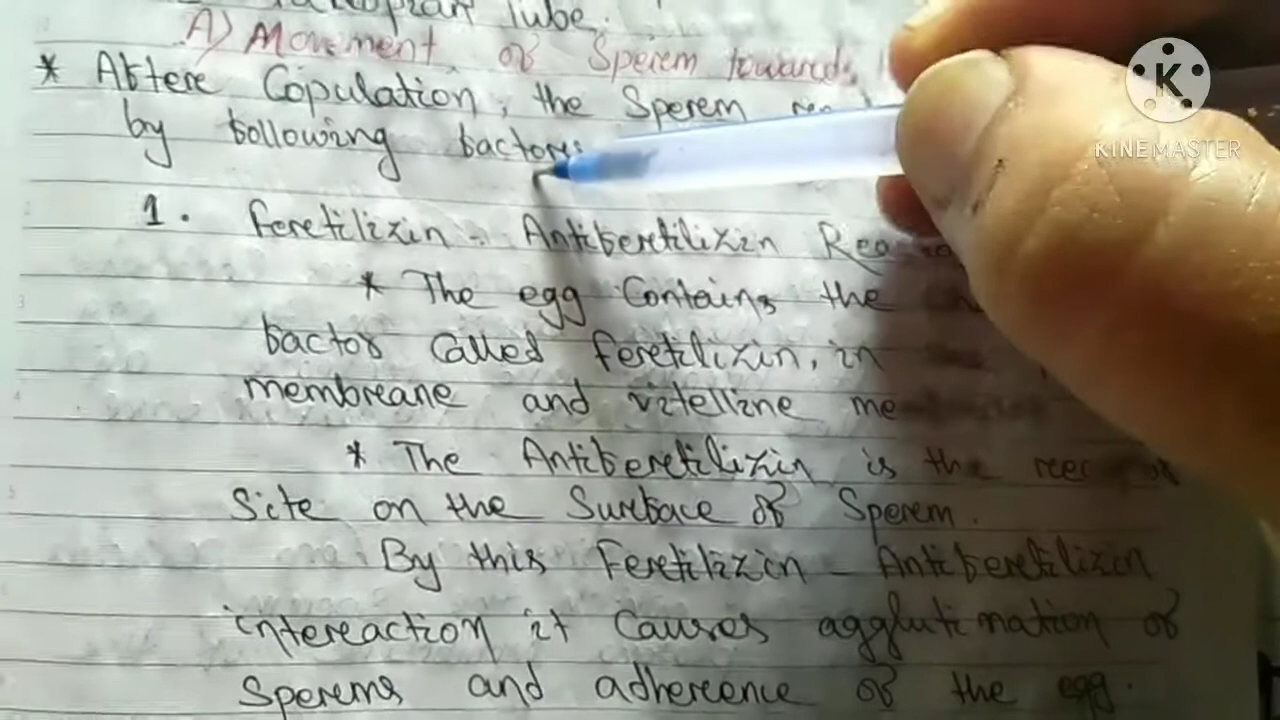 Tube.
A) Movement of Sperem towards
* Aftere Copulation, the Sperem
by following factors
1. Feretilizin - Antiferetilizin
* The egg Contains the
factor called Feretilizin, in
membreane and vitelline
* The Antiferetilizin is the
Site on the Surface of Sperem.
By this Feretilizin - Antiferetilizin
intereaction it Causes agglutination of
Sperems and adherence of the egg.
KINEMASTER